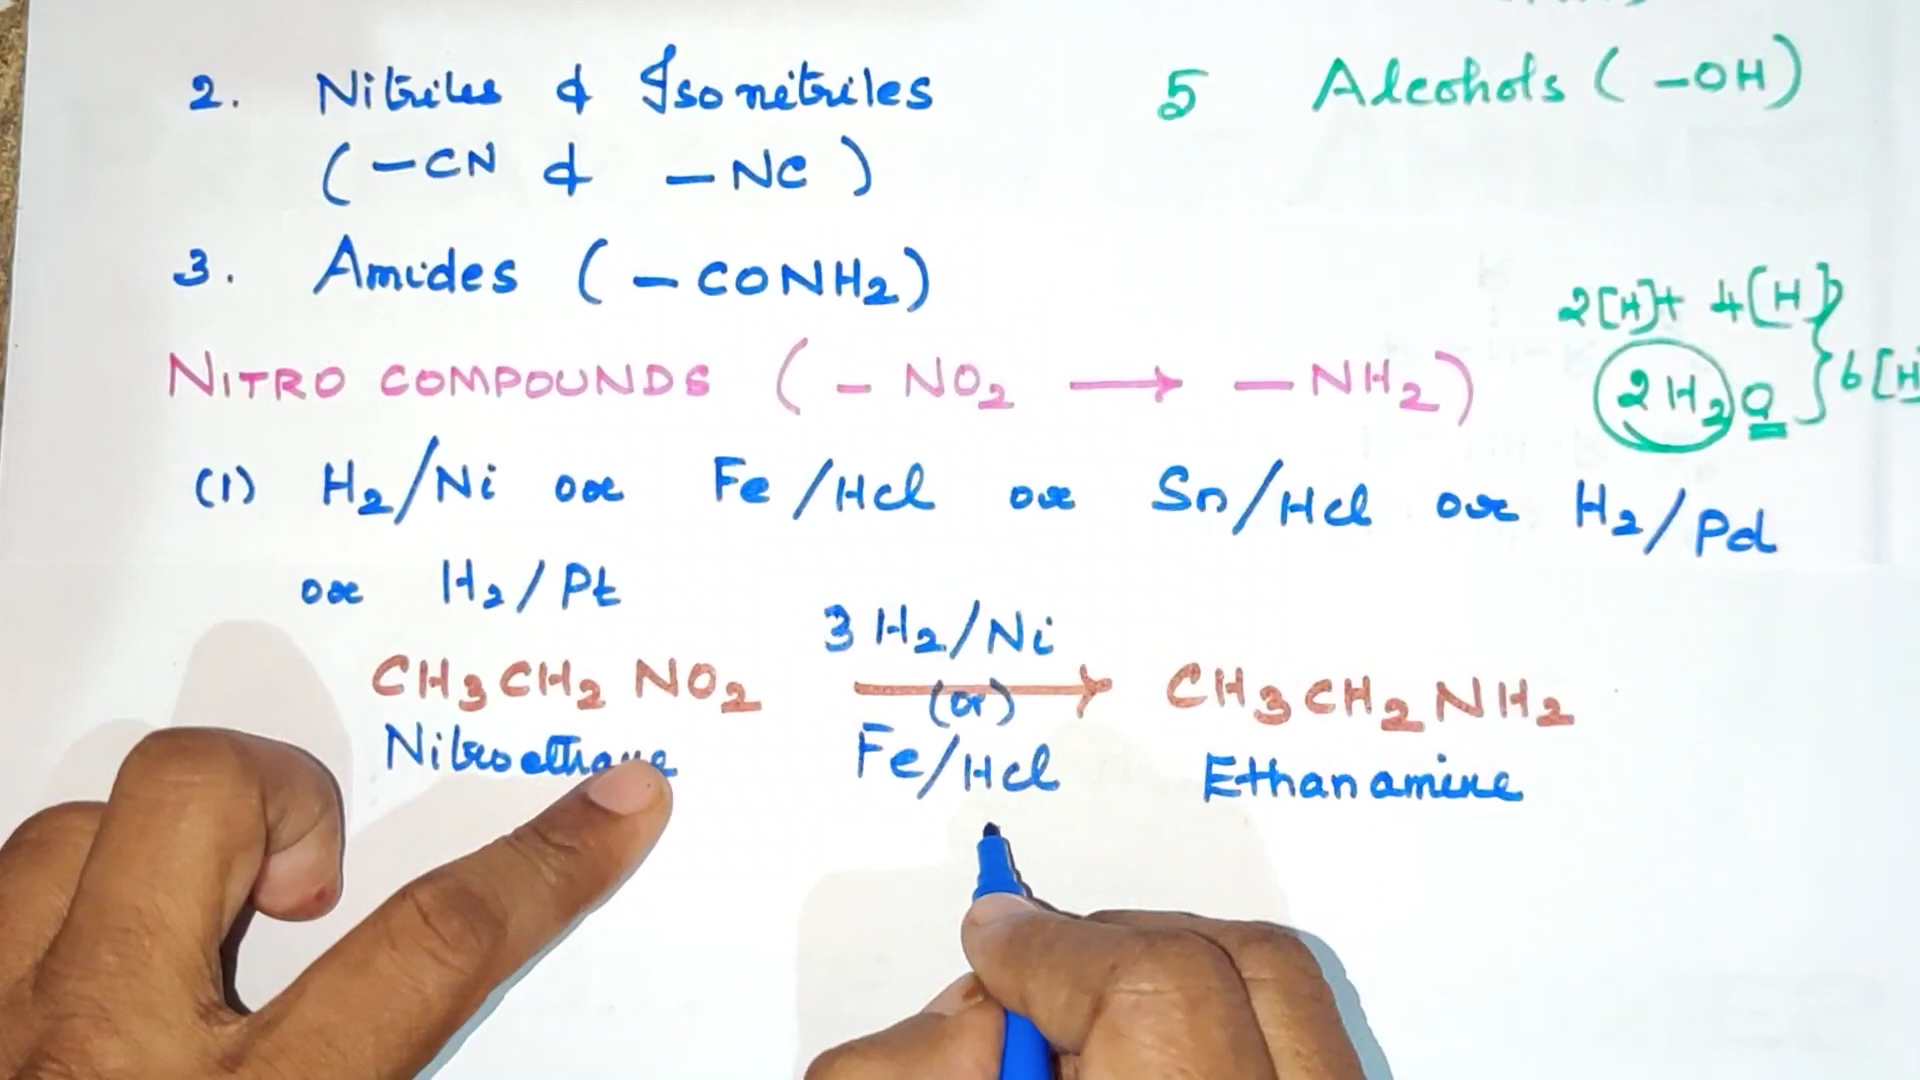 2. Nitriles & Isonitriles
(-CN & -NC)
5 Alcohols (-OH)
3. Amides (-CONH2)
2[H]+ 4[H]
2H2O } 6[H]
NITRO COMPOUNDS (-NO2 → -NH2)
(1) H2/Ni or Fe/HCl or Sn/HCl or H2/Pd
or H2/Pt
3H2/Ni
CH3CH2NO2 → CH3CH2NH2
(or)
Nitroethane Fe/HCl Ethanamine